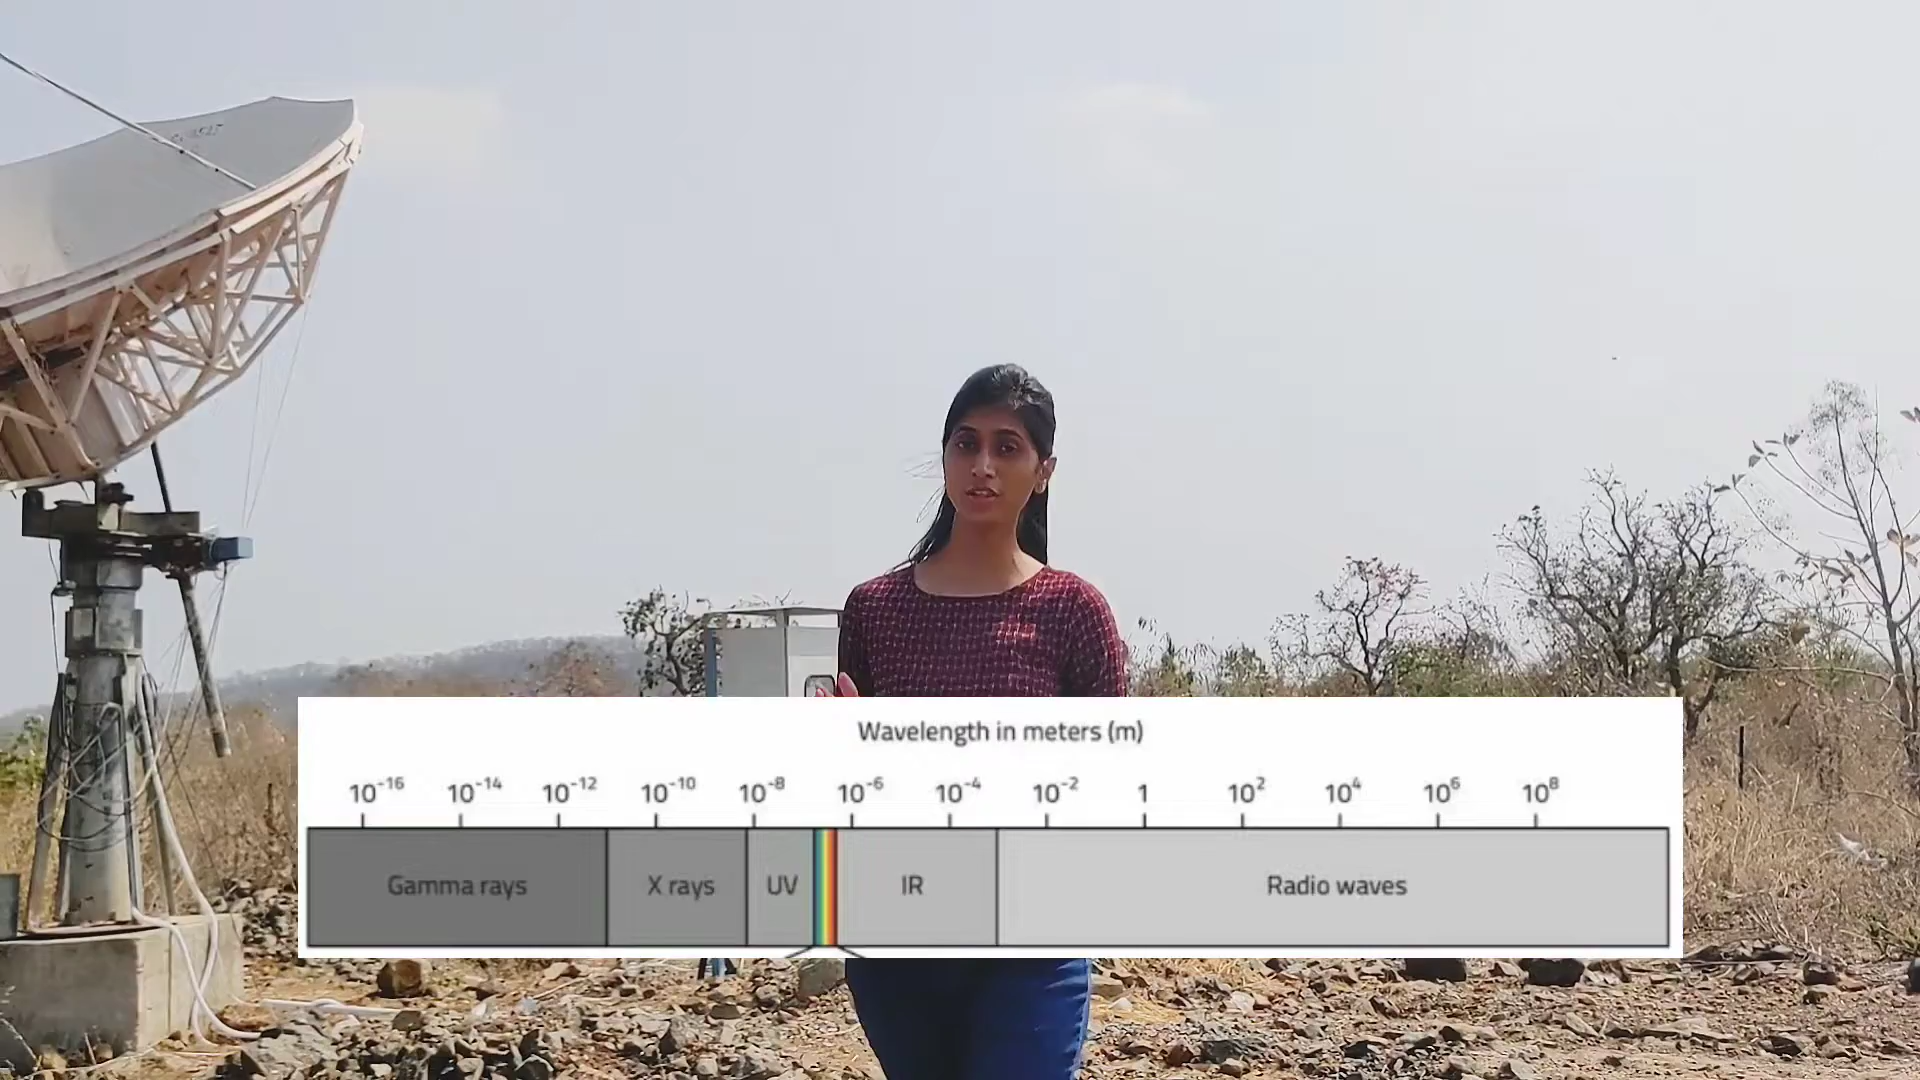 Wavelength in meters (m)
10⁻¹⁶ 10⁻¹⁴ 10⁻¹² 10⁻¹⁰ 10⁻⁸ 10⁻⁶ 10⁻⁴ 10⁻² 1 10² 10⁴ 10⁶ 10⁸
Gamma rays X rays UV IR Radio waves